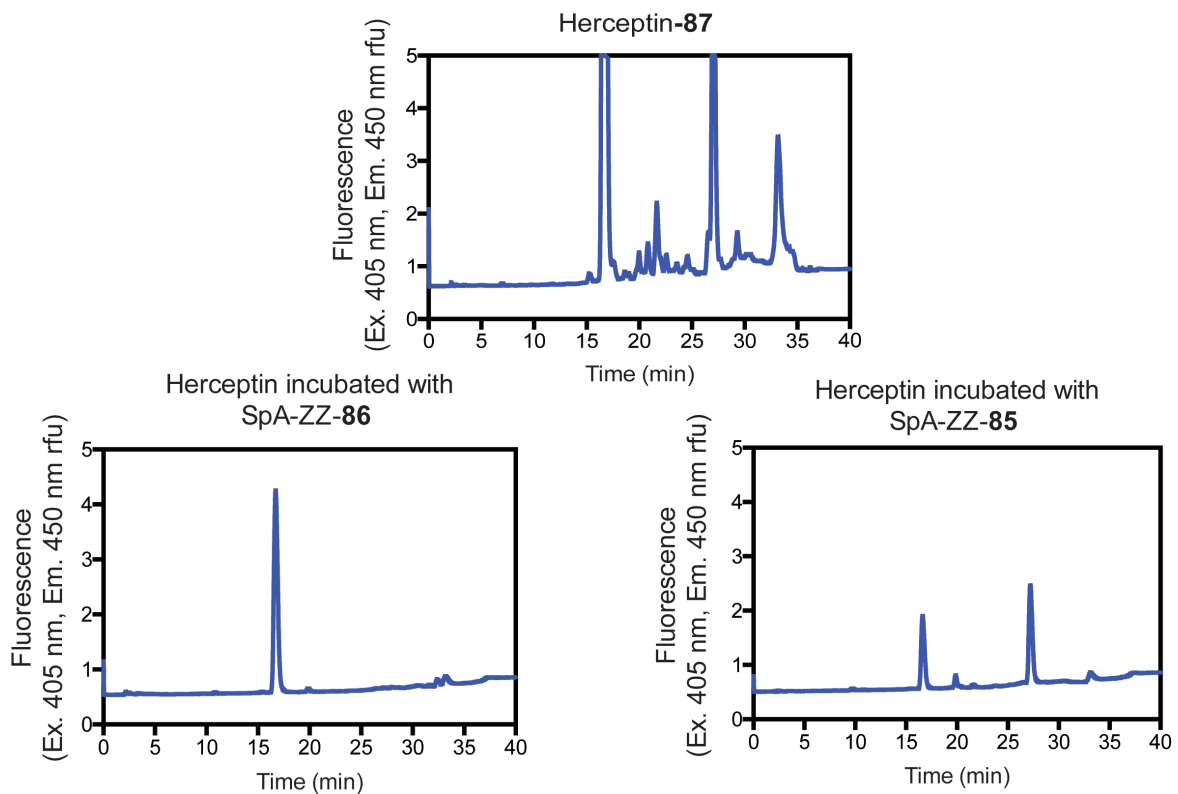 Herceptin-87
Fluorescence
(Ex. 405 nm, Em. 450 nm rfu)
5
4
3
2
1
0
0 5 10 15 20 25 30 35 40
Time (min)
Herceptin incubated with
SpA-ZZ-86
Fluorescence
(Ex. 405 nm, Em. 450 nm rfu)
5
4
3
2
1
0
0 5 10 15 20 25 30 35 40
Time (min)
Herceptin incubated with
SpA-ZZ-85
Fluorescence
(Ex. 405 nm, Em. 450 nm rfu)
5
4
3
2
1
0
0 5 10 15 20 25 30 35 40
Time (min)